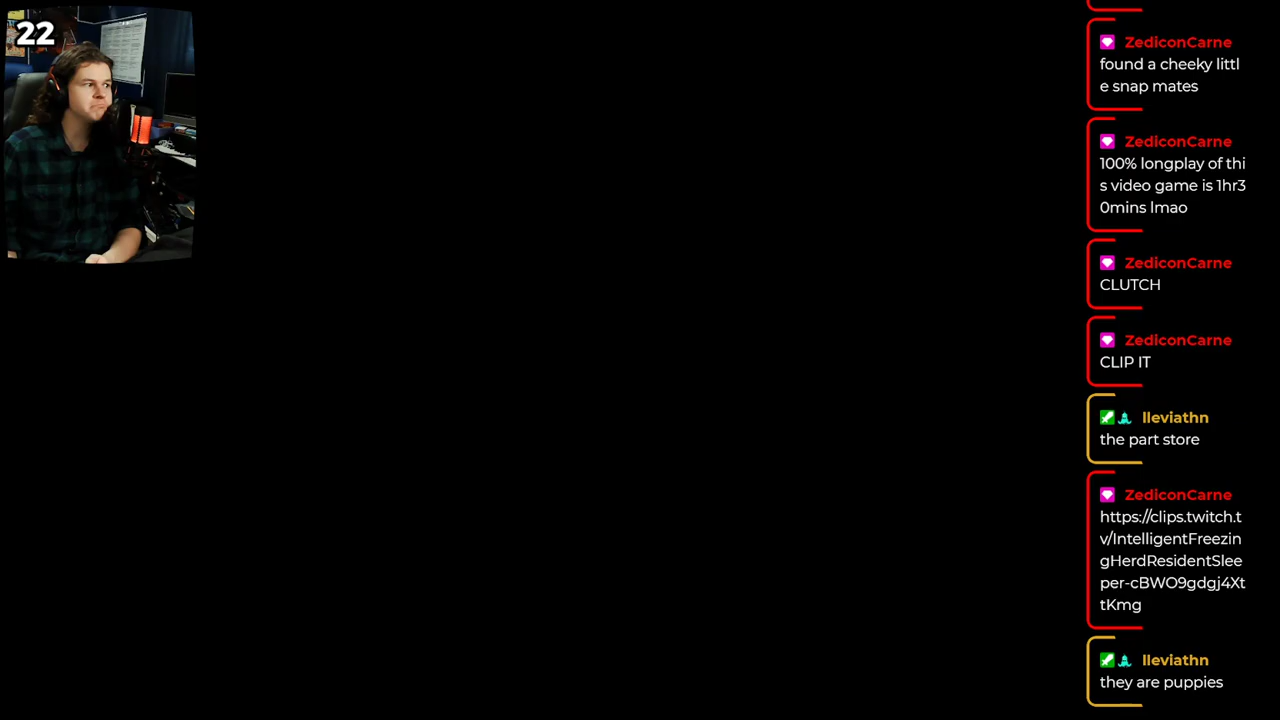 22
ZediconCarne
found a cheeky littl
e snap mates
ZediconCarne
100% longplay of thi
s video game is 1hr3
0mins lmao
ZediconCarne
CLUTCH
ZediconCarne
CLIP IT
lleviathn
the part store
ZediconCarne
https://clips.twitch.t
v/IntelligentFreezin
gHerdResidentSlee
per-cBWO9gdgj4Xt
tKmg
lleviathn
they are puppies